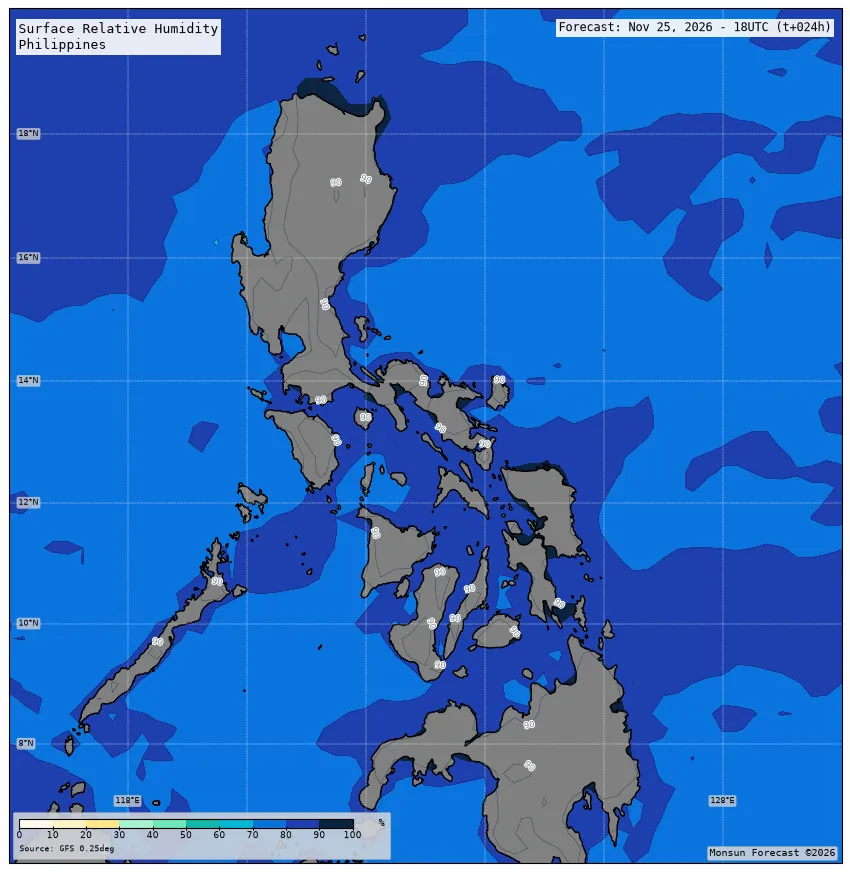 Surface Relative Humidity
Philippines
Forecast: Nov 25, 2026 - 18UTC (t+024h)
18°N
90 90
16°N
90
14°N
90 90
90
90
90
90
90
12°N
90
90
90
90
90
10°N
90
90
90
90
90
90
8°N
90
118°E
128°E
0 10 20 30 40 50 60 70 80 90 100 %
Source: GFS 0.25deg
Monsun Forecast ©2026